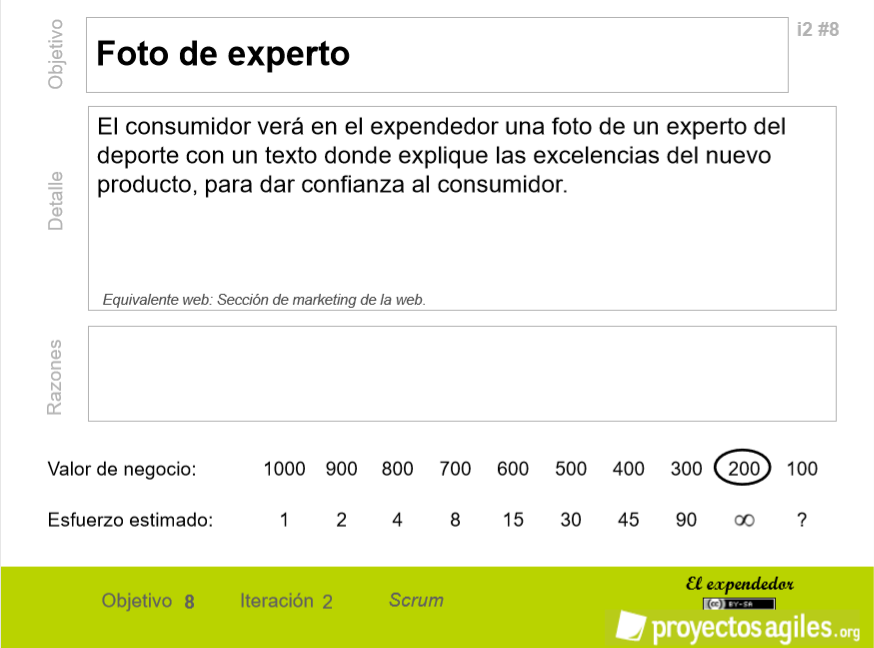 Objetivo
Foto de experto
i2 #8
Detalle
El consumidor verá en el expendedor una foto de un experto del
deporte con un texto donde explique las excelencias del nuevo
producto, para dar confianza al consumidor.
Equivalente web: Sección de marketing de la web.
Razones
Valor de negocio: 1000 900 800 700 600 500 400 300 200 100
Esfuerzo estimado: 1 2 4 8 15 30 45 90 ∞ ?
Objetivo 8 Iteración 2 Scrum
El expendedor
cc BY-SA
proyectosagiles.org